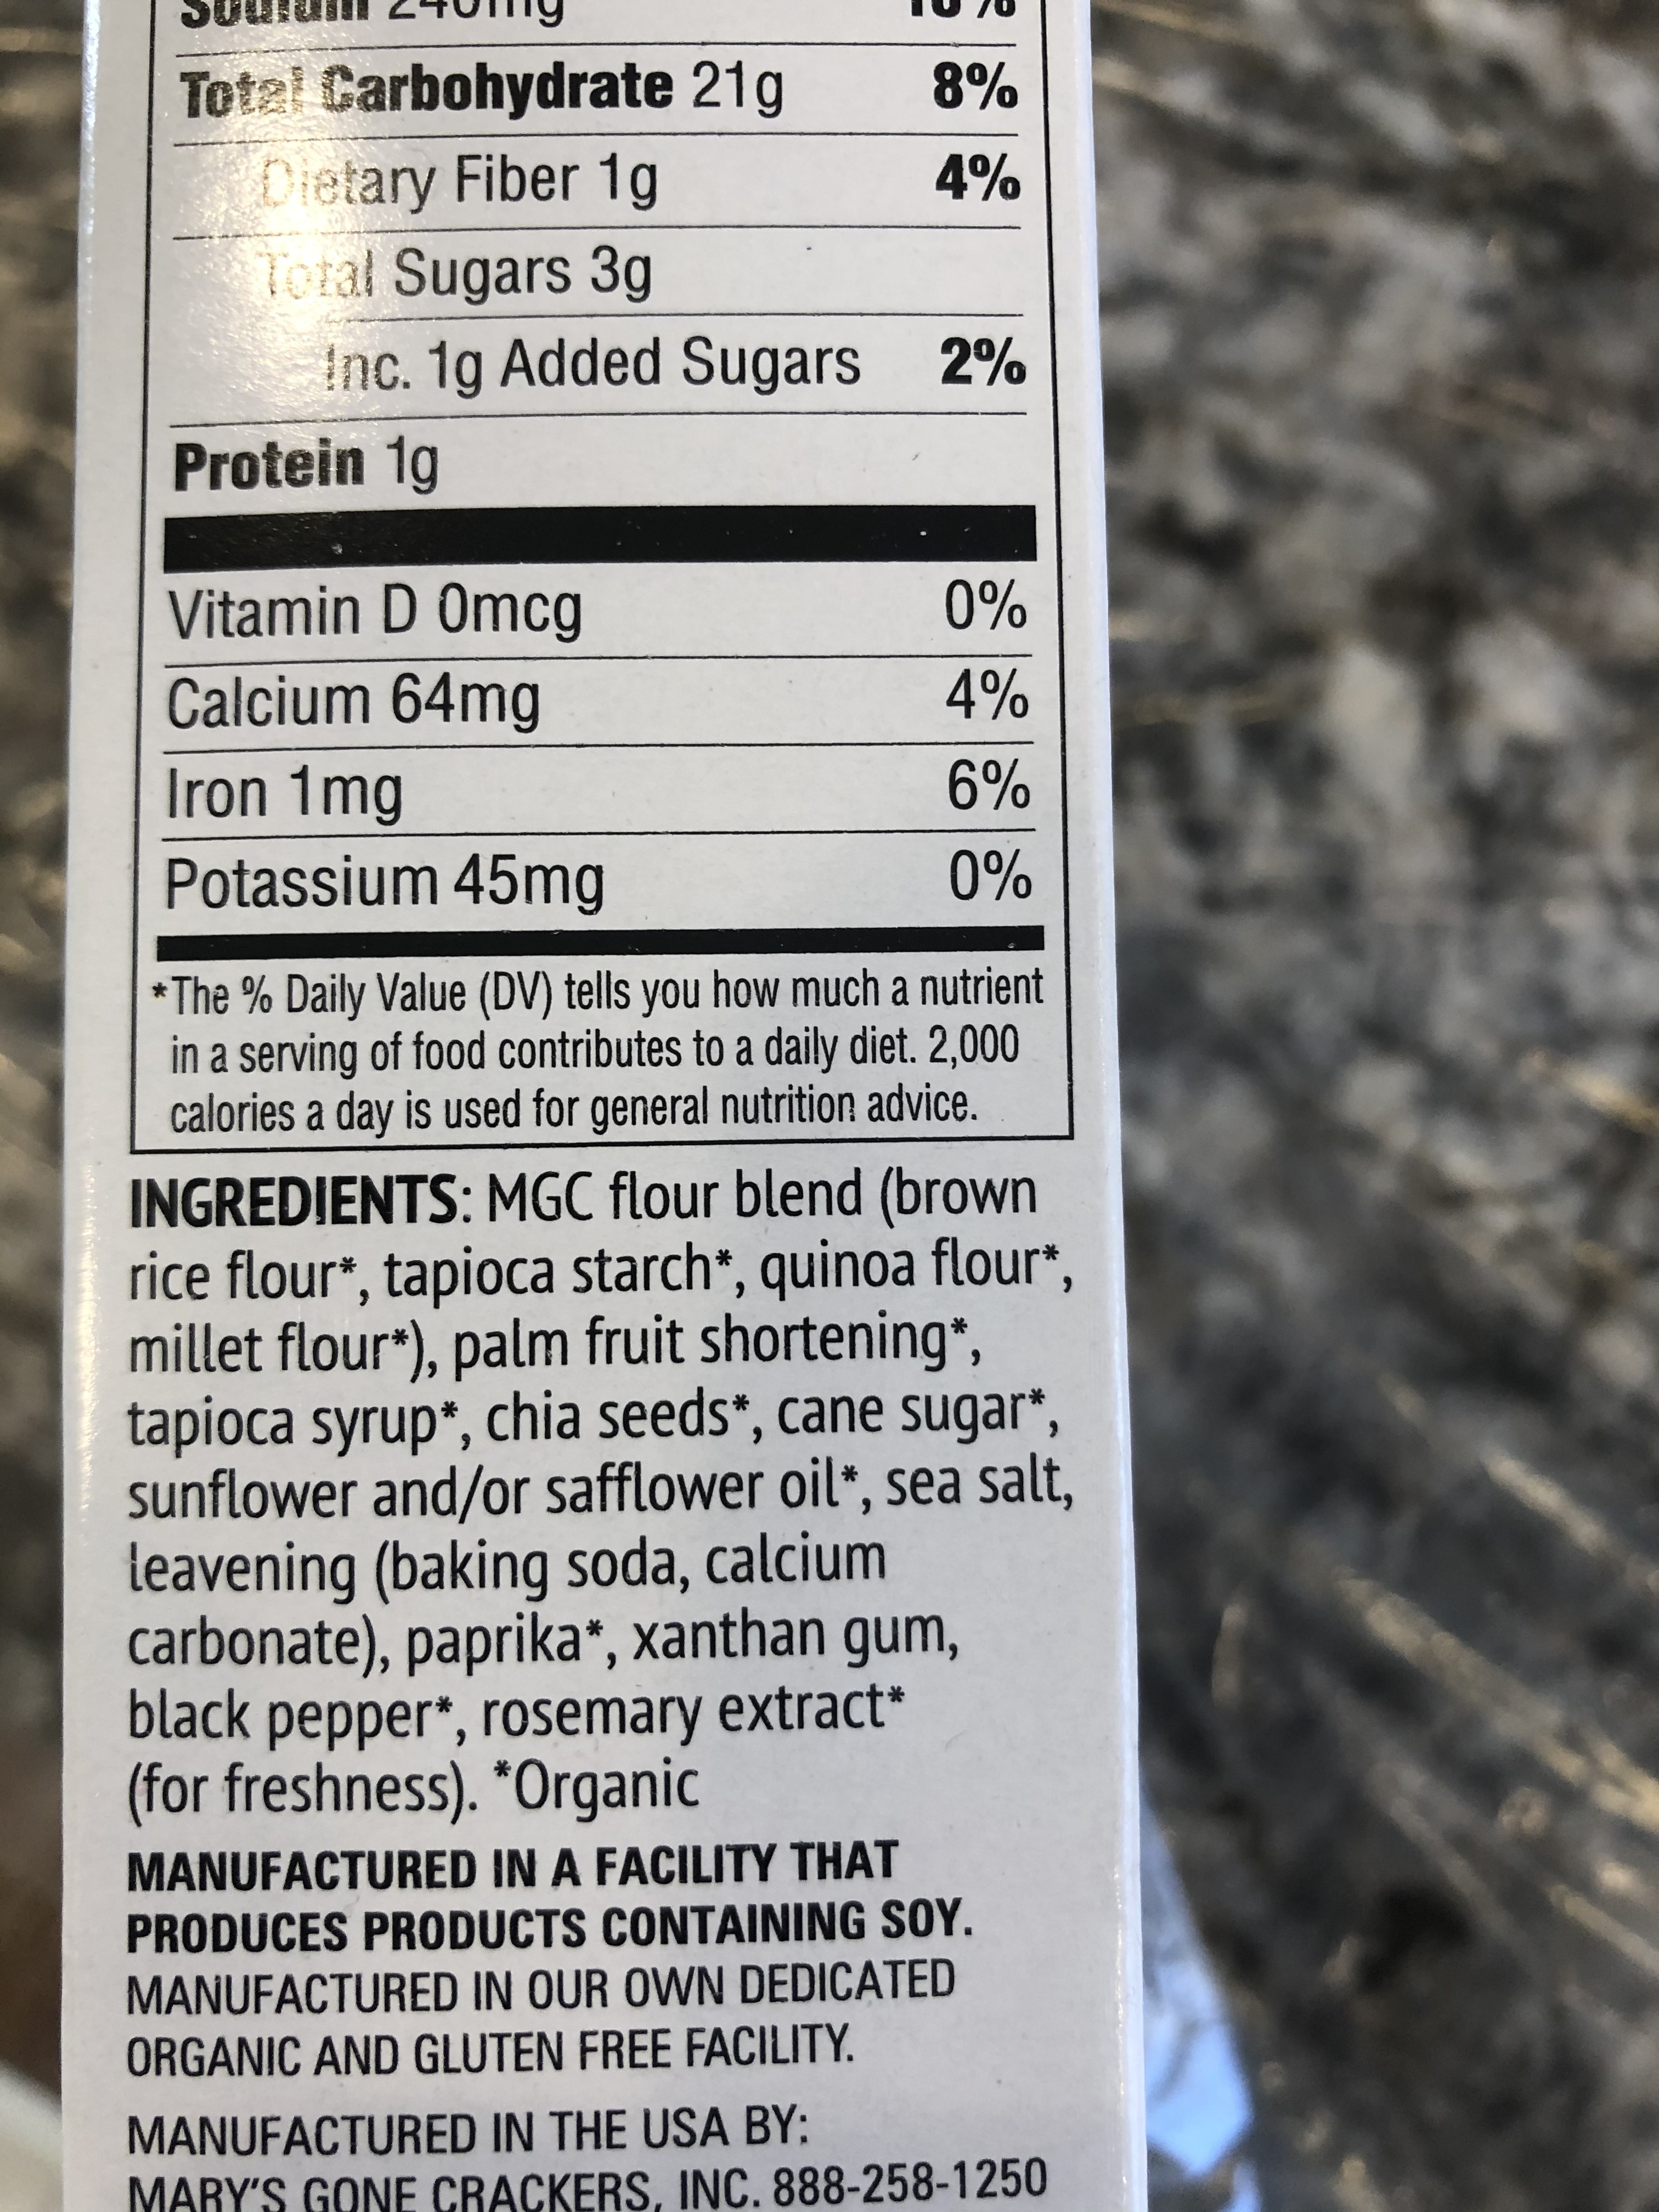 Sodium 240mg 10%
Total Carbohydrate 21g 8%
Dietary Fiber 1g 4%
Total Sugars 3g
Inc. 1g Added Sugars 2%
Protein 1g
Vitamin D 0mcg 0%
Calcium 64mg 4%
Iron 1mg 6%
Potassium 45mg 0%
*The % Daily Value (DV) tells you how much a nutrient
in a serving of food contributes to a daily diet. 2,000
calories a day is used for general nutrition advice.
INGREDIENTS: MGC flour blend (brown
rice flour*, tapioca starch*, quinoa flour*,
millet flour*), palm fruit shortening*,
tapioca syrup*, chia seeds*, cane sugar*,
sunflower and/or safflower oil*, sea salt,
leavening (baking soda, calcium
carbonate), paprika*, xanthan gum,
black pepper*, rosemary extract*
(for freshness). *Organic
MANUFACTURED IN A FACILITY THAT
PRODUCES PRODUCTS CONTAINING SOY.
MANUFACTURED IN OUR OWN DEDICATED
ORGANIC AND GLUTEN FREE FACILITY.
MANUFACTURED IN THE USA BY:
MARY'S GONE CRACKERS, INC. 888-258-1250